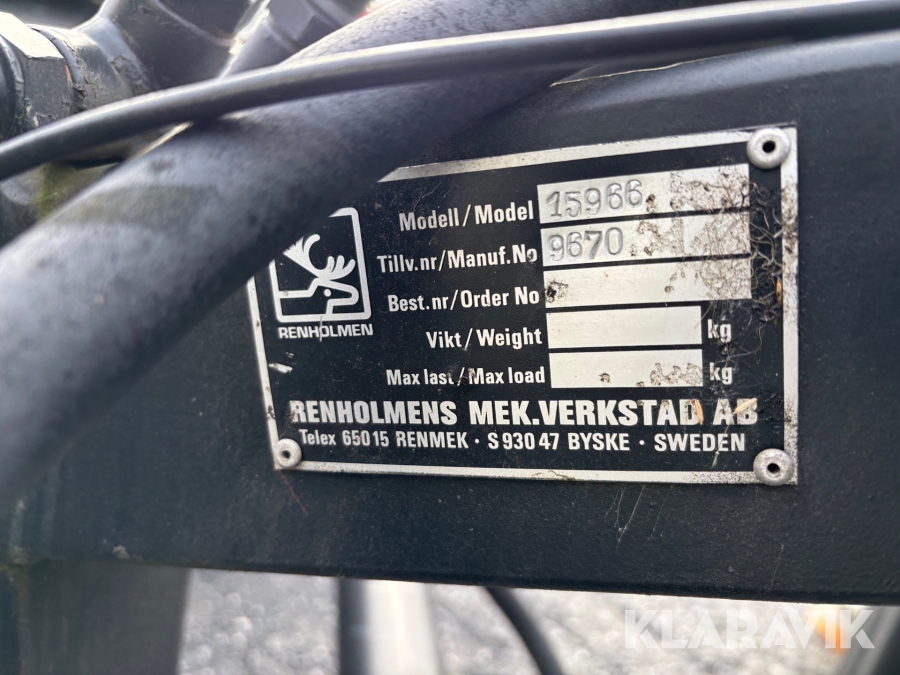 Modell/Model 15966
Tillv.nr/Manuf.No 9670
Best.nr/Order No
Vikt/Weight kg
Max last/Max load kg
RENHOLMEN
RENHOLMENS MEK.VERKSTAD AB
Telex 65015 RENMEK · S 930 47 BYSKE · SWEDEN
KLARAVIK